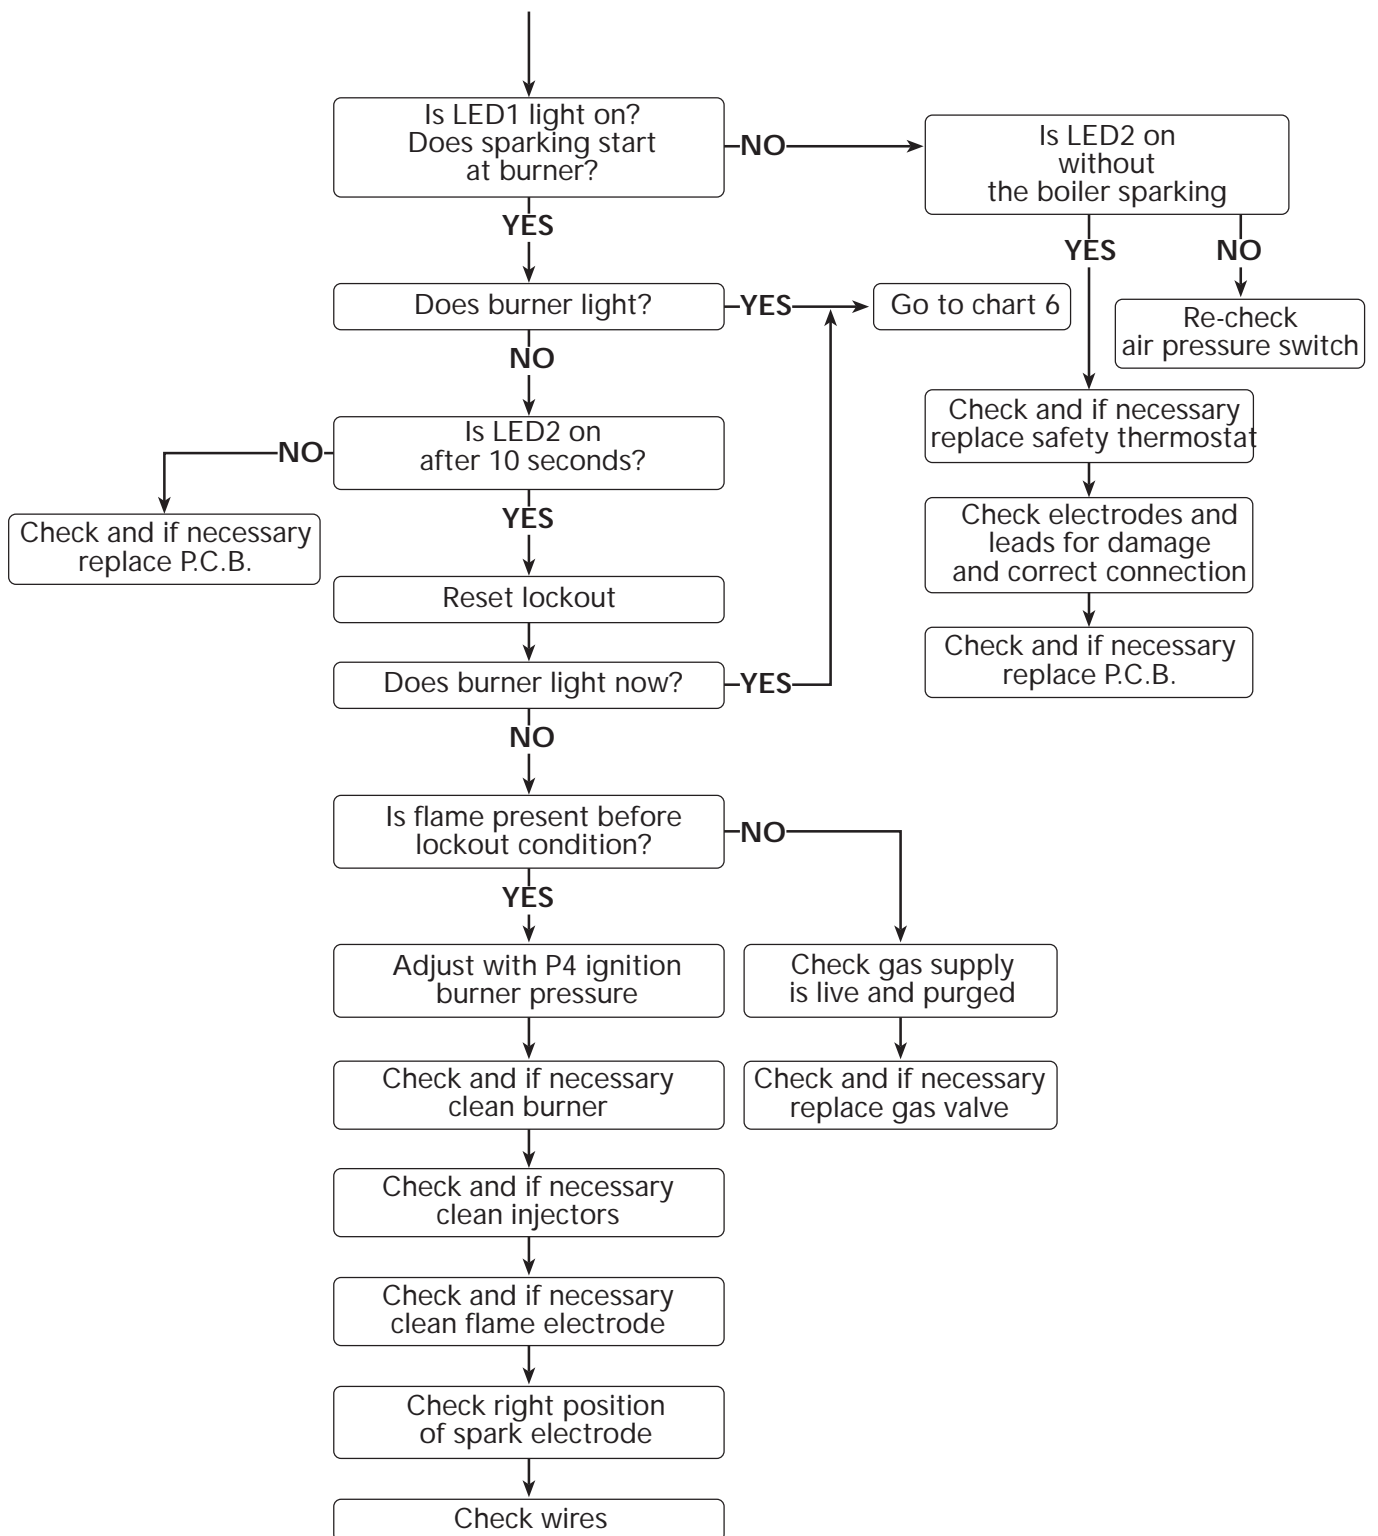 Is LED1 light on?
Does sparking start
at burner?
NO
Is LED2 on
without
the boiler sparking
YES
YES
NO
Does burner light?
YES
Go to chart 6
Re-check
air pressure switch
NO
Check and if necessary
replace safety thermostat
Is LED2 on
after 10 seconds?
NO
YES
Check and if necessary
replace P.C.B.
Check electrodes and
leads for damage
and correct connection
Reset lockout
Check and if necessary
replace P.C.B.
Does burner light now?
YES
NO
Is flame present before
lockout condition?
NO
YES
Adjust with P4 ignition
burner pressure
Check gas supply
is live and purged
Check and if necessary
clean burner
Check and if necessary
replace gas valve
Check and if necessary
clean injectors
Check and if necessary
clean flame electrode
Check right position
of spark electrode
Check wires